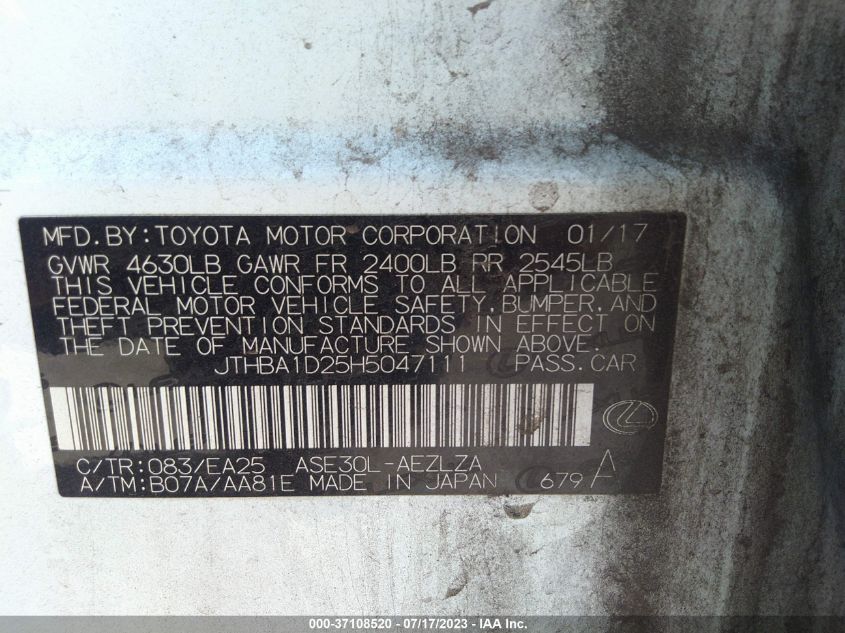 MFD.BY:TOYOTA MOTOR CORPORATION 01/17
GVWR 4630LB GAWR FR 2400LB RR 2545LB
THIS VEHICLE CONFORMS TO ALL APPLICABLE
FEDERAL MOTOR VEHICLE SAFETY,BUMPER,AND
THEFT PREVENTION STANDARDS IN EFFECT ON
THE DATE OF MANUFACTURE SHOWN ABOVE.
JTHBA1D25H5047111 PASS.CAR
C/TR:083/EA25 ASE30L-AEZLZA
A/TM:B07A/AA81E MADE IN JAPAN 679 A
000-37108520 - 07/17/2023 - IAA Inc.